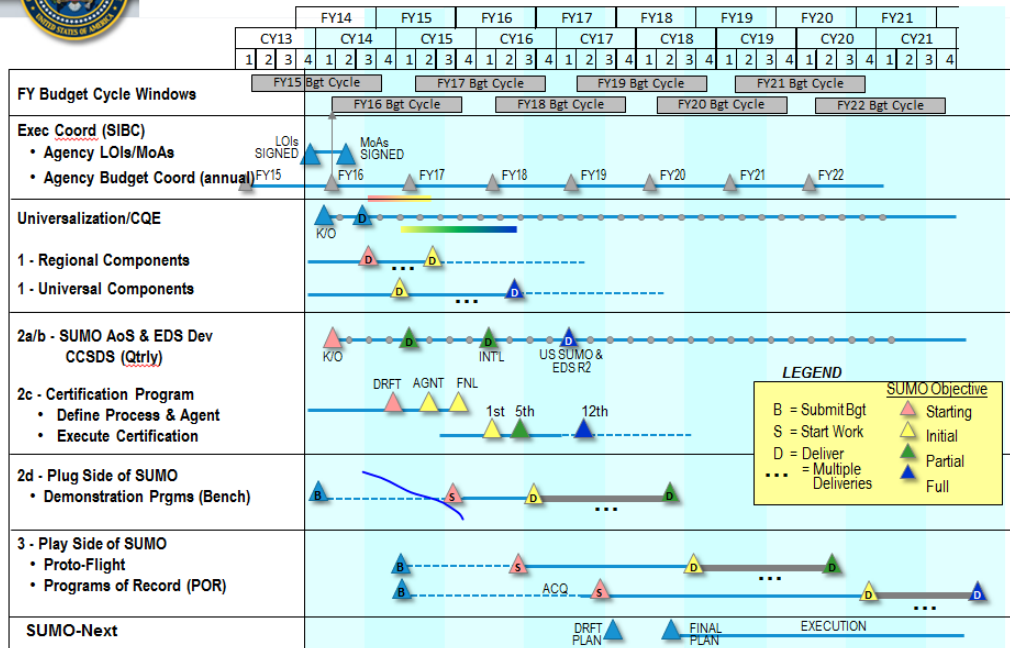 UNITED STATES OF AMERICA
FY14 FY15 FY16 FY17 FY18 FY19 FY20 FY21
CY13 CY14 CY15 CY16 CY17 CY18 CY19 CY20 CY21
1 2 3 4 1 2 3 4 1 2 3 4 1 2 3 4 1 2 3 4 1 2 3 4 1 2 3 4 1 2 3 4 1 2 3 4
FY15 Bgt Cycle FY17 Bgt Cycle FY19 Bgt Cycle FY21 Bgt Cycle
FY Budget Cycle Windows
FY16 Bgt Cycle FY18 Bgt Cycle FY20 Bgt Cycle FY22 Bgt Cycle
Exec Coord (SIBC)
LOIs SIGNED MoAs SIGNED
• Agency LOIs/MoAs
• Agency Budget Coord (annual) FY15 FY16 FY17 FY18 FY19 FY20 FY21 FY22
Universalization/CQE
D
K/O
1 - Regional Components
D ... D
1 - Universal Components
D ... D
2a/b - SUMO AoS & EDS Dev
CCSDS (Qtrly)
D D D
K/O INT'L US SUMO &
EDS R2
DRFT AGNT FNL
2c - Certification Program
• Define Process & Agent
• Execute Certification
1st 5th 12th
LEGEND
SUMO Objective
B = Submit Bgt Starting
S = Start Work Initial
D = Deliver Partial
... = Multiple
Deliveries Full
2d - Plug Side of SUMO
• Demonstration Prgms (Bench)
B S D ... D
3 - Play Side of SUMO
• Proto-Flight
B S D ... D
• Programs of Record (POR)
B ACQ S D ... D
SUMO-Next
DRFT
PLAN
FINAL
PLAN
EXECUTION